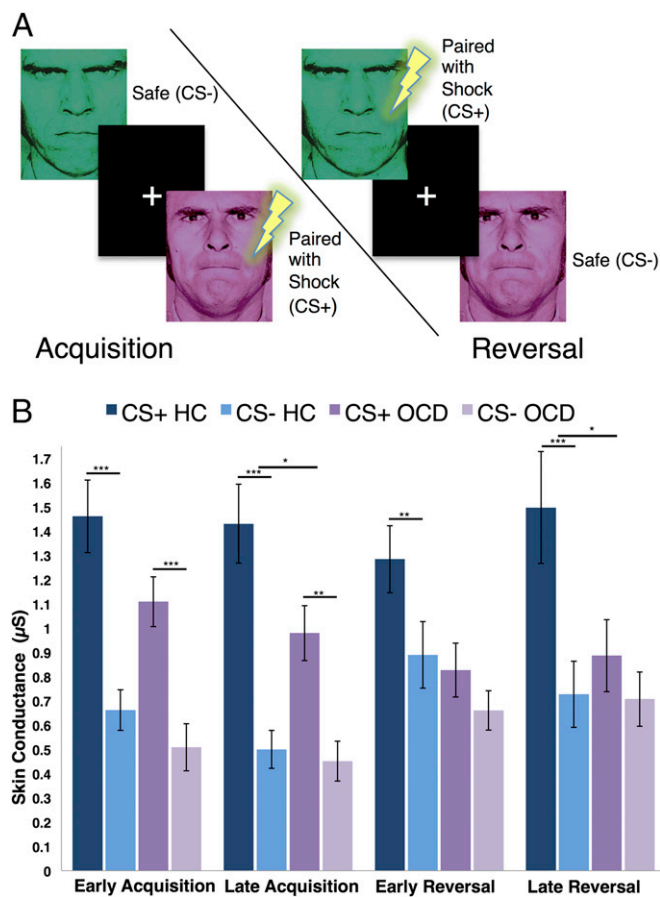 A
Safe (CS-)
Paired
with
Shock
(CS+)
Acquisition
Paired
with
Shock
(CS+)
Safe (CS-)
Reversal
B
CS+ HC CS- HC CS+ OCD CS- OCD
Skin Conductance (µS)
1.7
1.6
1.5
1.4
1.3
1.2
1.1
1
0.9
0.8
0.7
0.6
0.5
0.4
0.3
0.2
0.1
0
***
***
***
*
**
**
***
*
Early Acquisition Late Acquisition Early Reversal Late Reversal